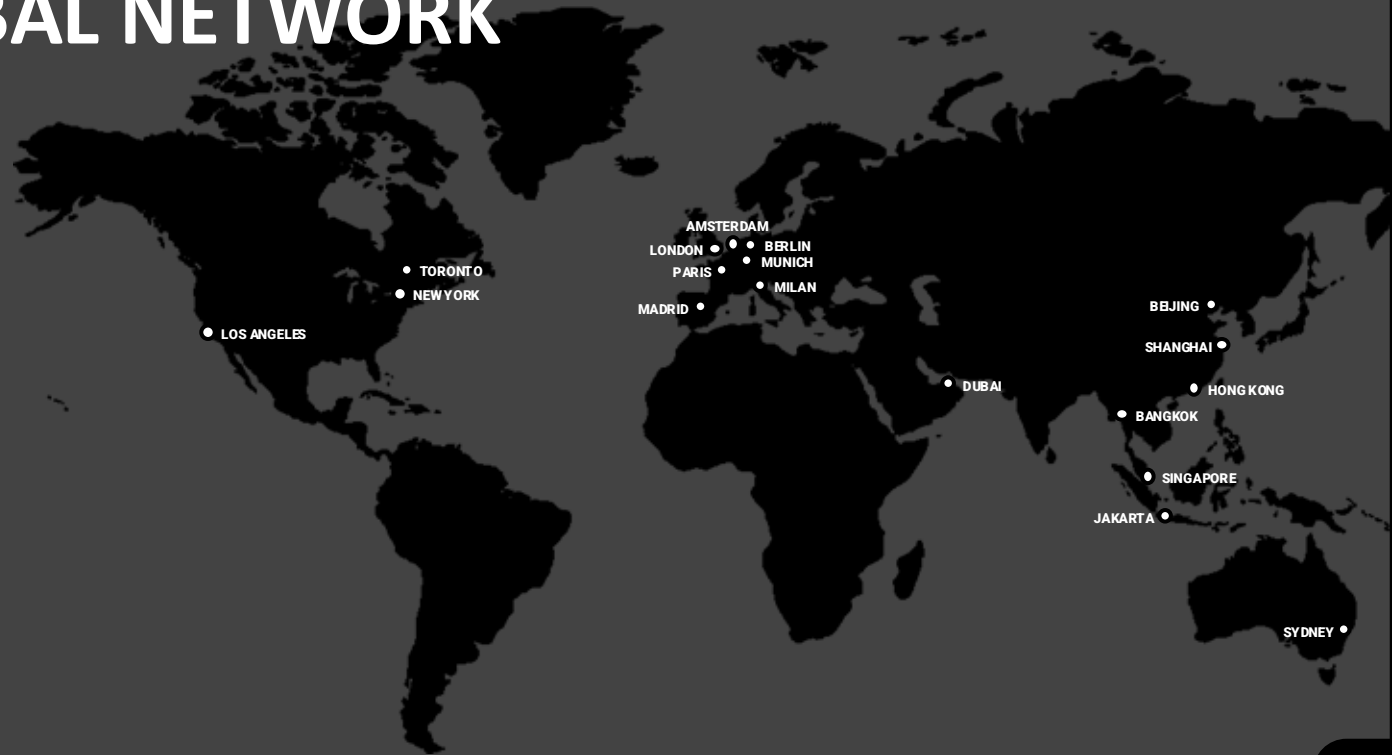 BAL NETWORK
AMSTERDAM
LONDON
BERLIN
MUNICH
PARIS
TORONTO
MILAN
NEW YORK
MADRID
BEIJING
LOS ANGELES
SHANGHAI
DUBAI
HONG KONG
BANGKOK
SINGAPORE
JAKARTA
SYDNEY